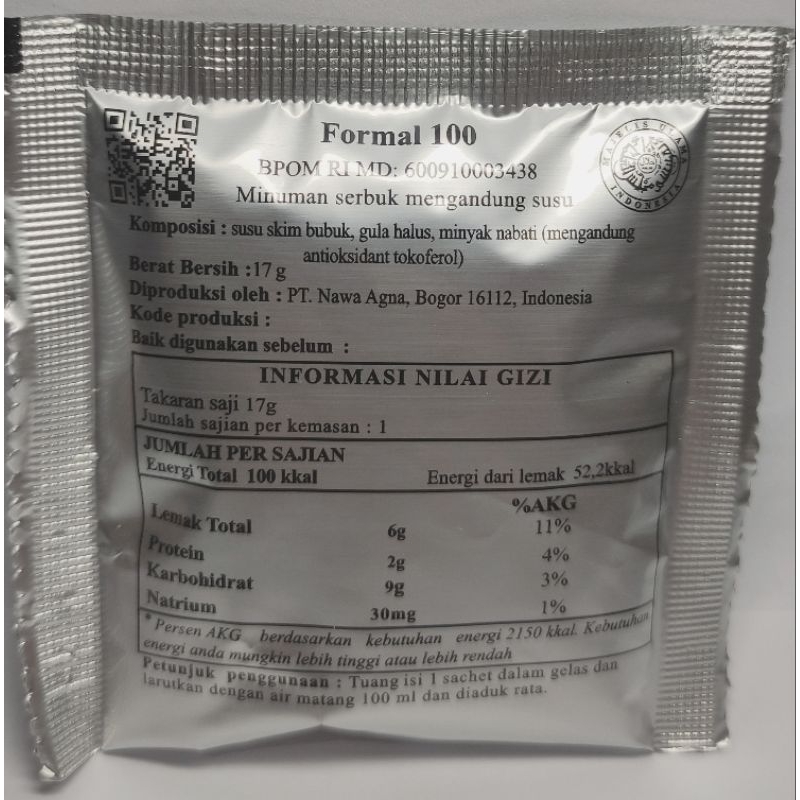 Formal 100
BPOM RI MD: 600910003438
Minuman serbuk mengandung susu
MAJELIS ULAMA
INDONESIA
Komposisi : susu skim bubuk, gula halus, minyak nabati (mengandung
antioksidant tokoferol)
Berat Bersih :17 g
Diproduksi oleh : PT. Nawa Agna, Bogor 16112, Indonesia
Kode produksi :
Baik digunakan sebelum :
INFORMASI NILAI GIZI
Takaran saji 17g
Jumlah sajian per kemasan : 1
JUMLAH PER SAJIAN
Energi Total 100 kkal Energi dari lemak 52,2kkal
%AKG
Lemak Total 6g 11%
Protein 2g 4%
Karbohidrat 9g 3%
Natrium 30mg 1%
* Persen AKG berdasarkan kebutuhan energi 2150 kkal. Kebutuhan
energi anda mungkin lebih tinggi atau lebih rendah
Petunjuk penggunaan : Tuang isi 1 sachet dalam gelas dan
larutkan dengan air matang 100 ml dan diaduk rata.